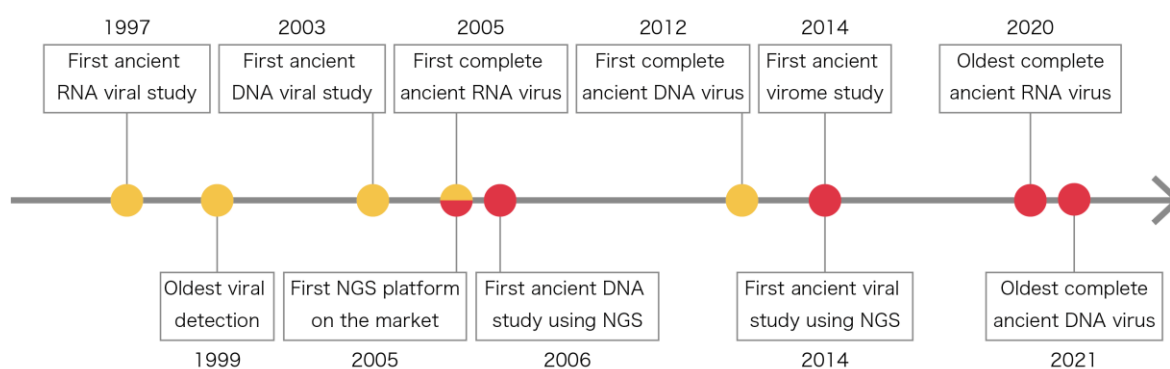 1997
First ancient
RNA viral study
2003
First ancient
DNA viral study
2005
First complete
ancient RNA virus
2012
First complete
ancient DNA virus
2014
First ancient
virome study
2020
Oldest complete
ancient RNA virus
Oldest viral
detection
1999
First NGS platform
on the market
2005
First ancient DNA
study using NGS
2006
First ancient viral
study using NGS
2014
Oldest complete
ancient DNA virus
2021